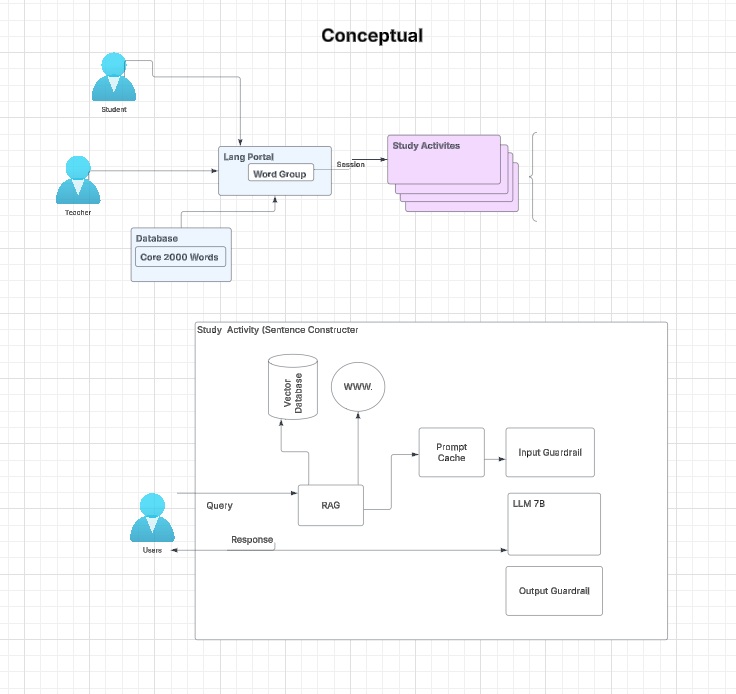 Conceptual
Student
Lang Portal
Word Group
Session
Study Activites
Teacher
Database
Core 2000 Words
Study Activity (Sentence Constructer
Vector
Database
WWW.
Prompt
Cache
Input Guardrail
Query
RAG
LLM 7B
Users
Response
Output Guardrail